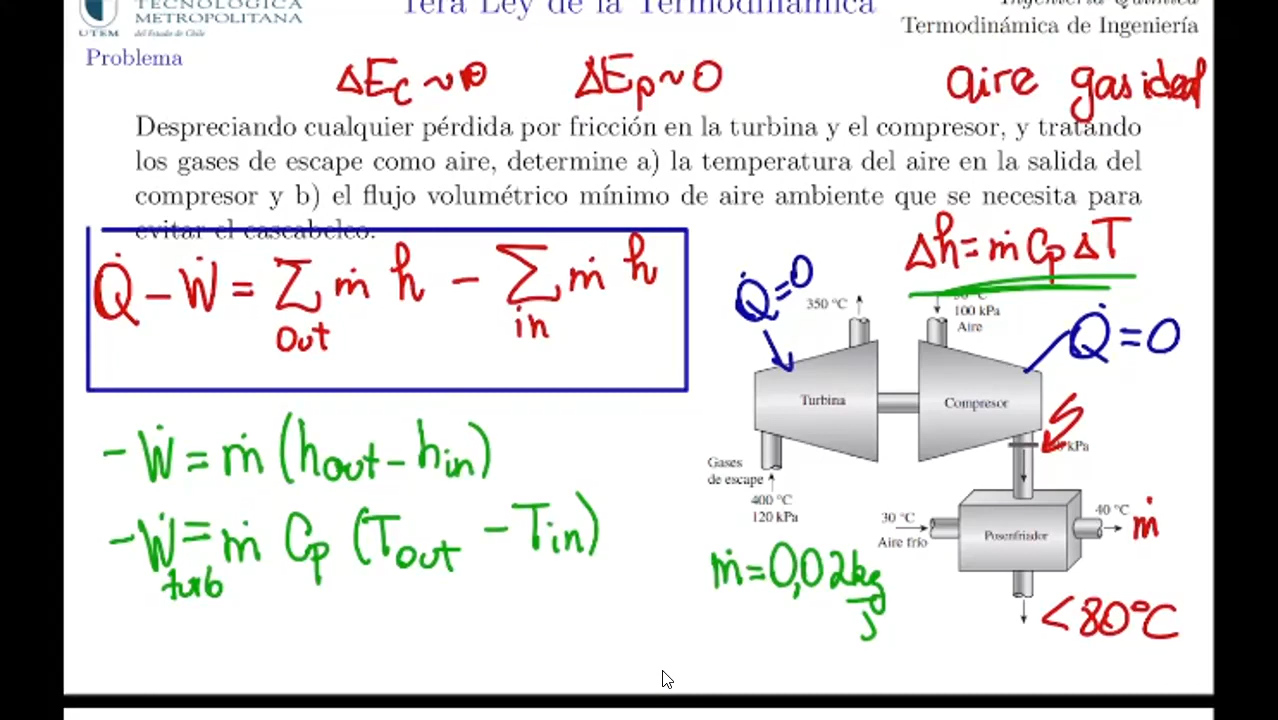 TECNOLÓGICA
METROPOLITANA
UTEM
del Estado de Chile
1era Ley de la Termodinámica
Ingeniería Química
Termodinámica de Ingeniería
Problema
ΔEc ~ 0
ΔEp ~ 0
aire gas ideal
Despreciando cualquier pérdida por fricción en la turbina y el compresor, y tratando
los gases de escape como aire, determine a) la temperatura del aire en la salida del
compresor y b) el flujo volumétrico mínimo de aire ambiente que se necesita para
evitar el cascabeleo.
Q̇ - Ẇ = Σ ṁ h - Σ ṁ h
out in
Δh = ṁ Cp ΔT
Q̇=0
350 °C
100 kPa
Aire
Q̇=0
Turbina
Compresor
kPa
-Ẇ = ṁ (hout - hin)
Gases
de escape
400 °C
120 kPa
-Ẇ = ṁ Cp (Tout - Tin)
turb
30 °C
Aire frío
Posenfriador
40 °C
ṁ
ṁ=0,02 kg
s
<80°C